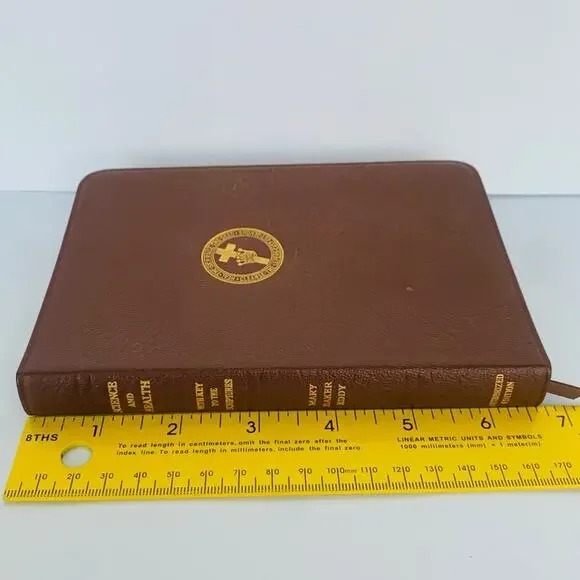 CLEANSE THE
SCIENCE
AND
HEALTH
WITH KEY
TO THE
SCRIPTURES
MARY
BAKER
EDDY
AUTHORIZED
EDITION
1 2 3 4 5 6 7
8THS
To read length in centimeters, omit the final zero after the
index line. To read length in millimeters, include the final zero.
LINEAR METRIC UNITS AND SYMBOLS
1000 millimeters (mm) = 1 meter(m)
10 20 30 40 50 60 70 80 90 100mm 110 120 130 140 150 160 170